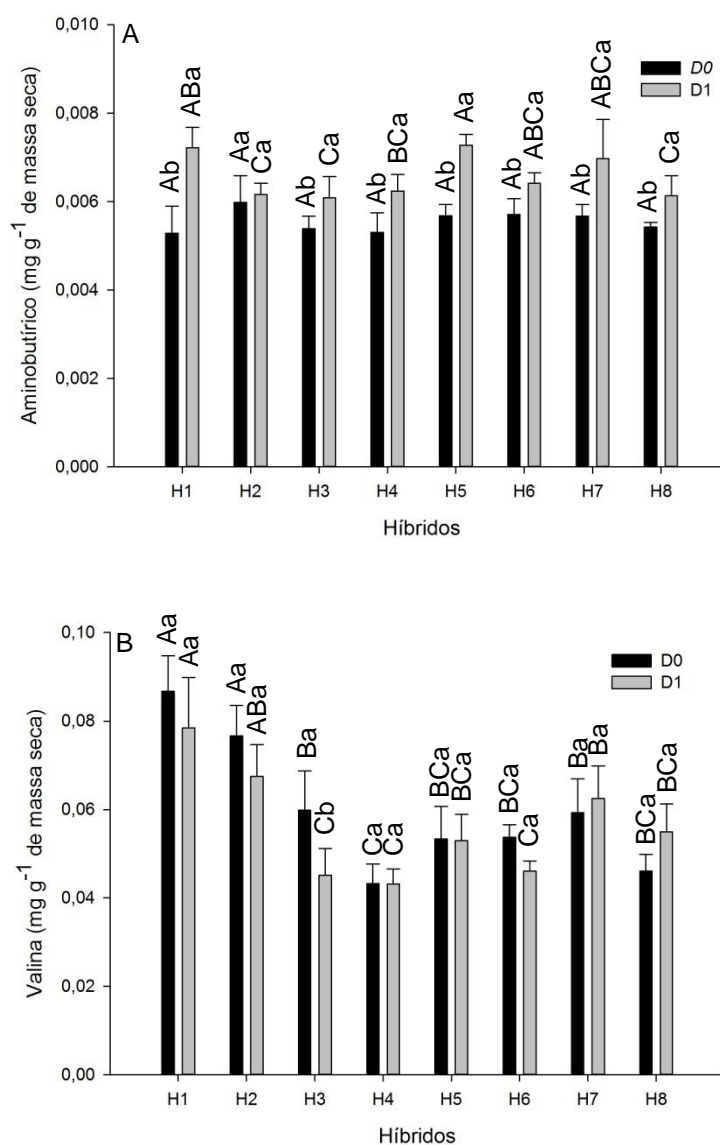 A
D0
D1
Aminobutírico (mg g⁻¹ de massa seca)
0,010
0,008
0,006
0,004
0,002
0,000
Ab ABa Aa Ca Ab Ca Ab BCa Ab Aa Ab ABCa Ab ABCa Ab Ca
H1 H2 H3 H4 H5 H6 H7 H8
Híbridos
B
D0
D1
Valina (mg g⁻¹ de massa seca)
0,10
0,08
0,06
0,04
0,02
0,00
Aa Aa Aa ABa Ba Cb Ca Ca BCa BCa BCa Ca Ba Ba BCa BCa
H1 H2 H3 H4 H5 H6 H7 H8
Híbridos